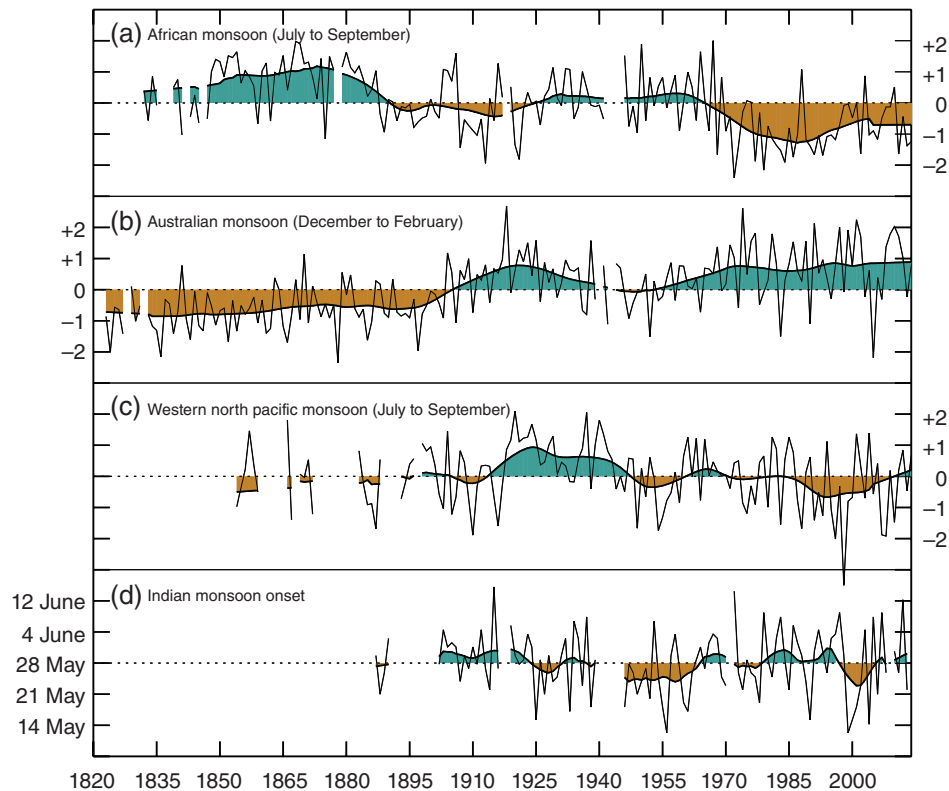 (a) African monsoon (July to September)
+2
+1
0
−1
−2
(b) Australian monsoon (December to February)
+2
+1
0
−1
−2
(c) Western north pacific monsoon (July to September)
+2
+1
0
−1
−2
(d) Indian monsoon onset
12 June
4 June
28 May
21 May
14 May
1820 1835 1850 1865 1880 1895 1910 1925 1940 1955 1970 1985 2000